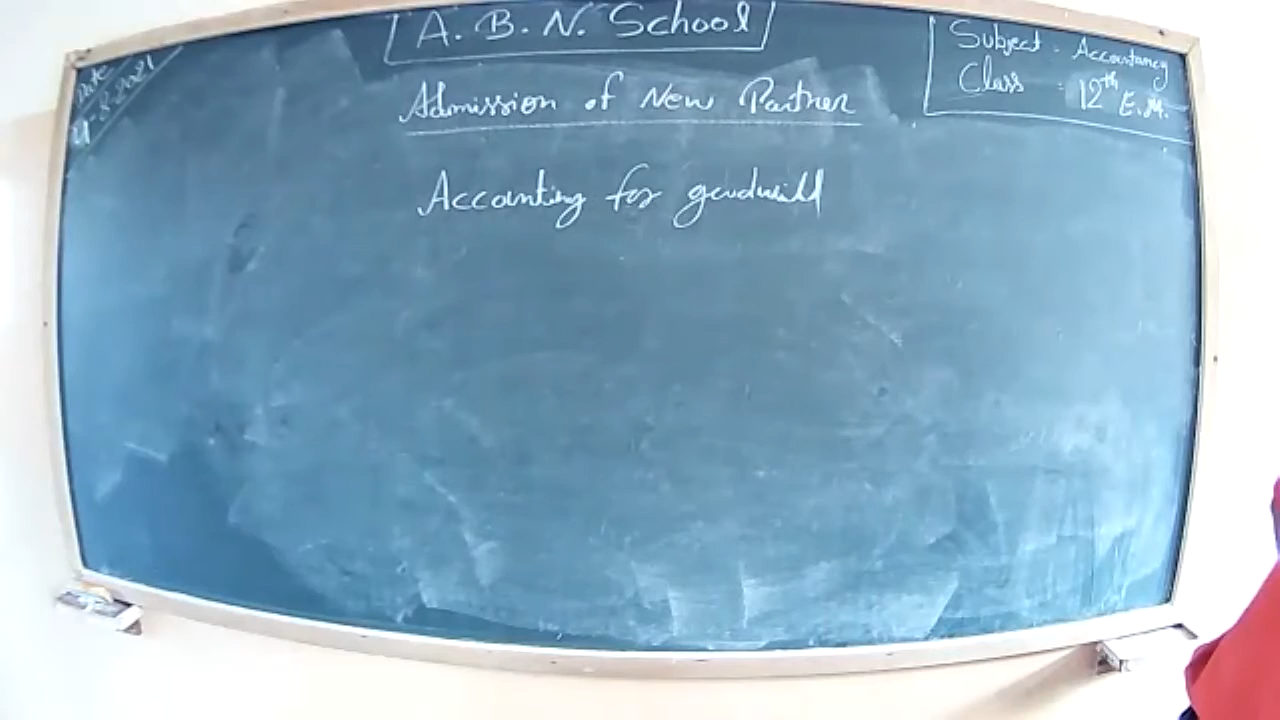 A. B. N. School
Date
4-8-2021
Subject : Accountancy
Class : 12th E.M.
Admission of New Partner
Accounting for goodwill